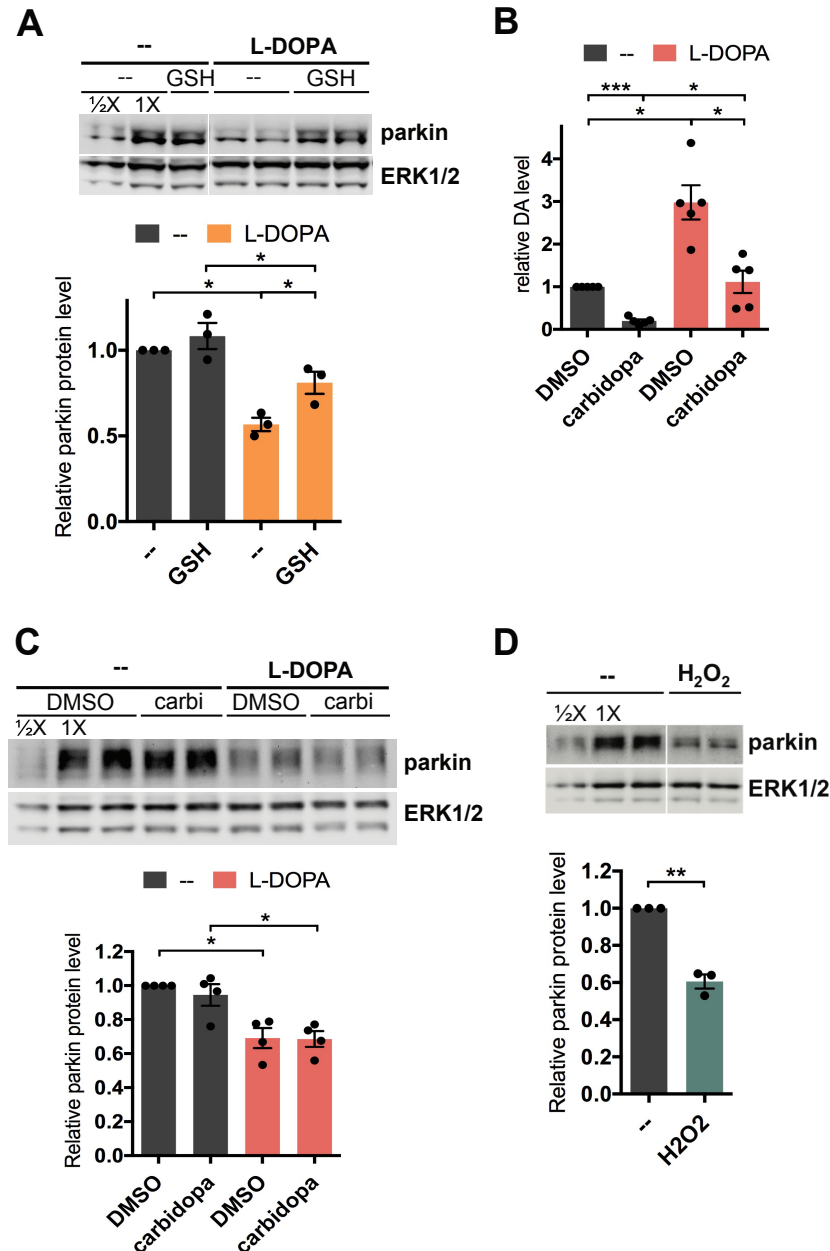 A
-- L-DOPA
-- GSH -- GSH
½X 1X
parkin
ERK1/2
-- L-DOPA
* 
* *
Relative parkin protein level
1.0
0.5
0.0
-- GSH -- GSH
B
-- L-DOPA
*** *
* *
relative DA level
4
3
2
1
0
DMSO carbidopa DMSO carbidopa
C
-- L-DOPA
DMSO carbi DMSO carbi
½X 1X
parkin
ERK1/2
-- L-DOPA
*
*
Relative parkin protein level
1.2
1.0
0.8
0.6
0.4
0.2
0.0
DMSO carbidopa DMSO carbidopa
D
-- H₂O₂
½X 1X
parkin
ERK1/2
**
Relative parkin protein level
1.2
1.0
0.8
0.6
0.4
0.2
0.0
-- H2O2